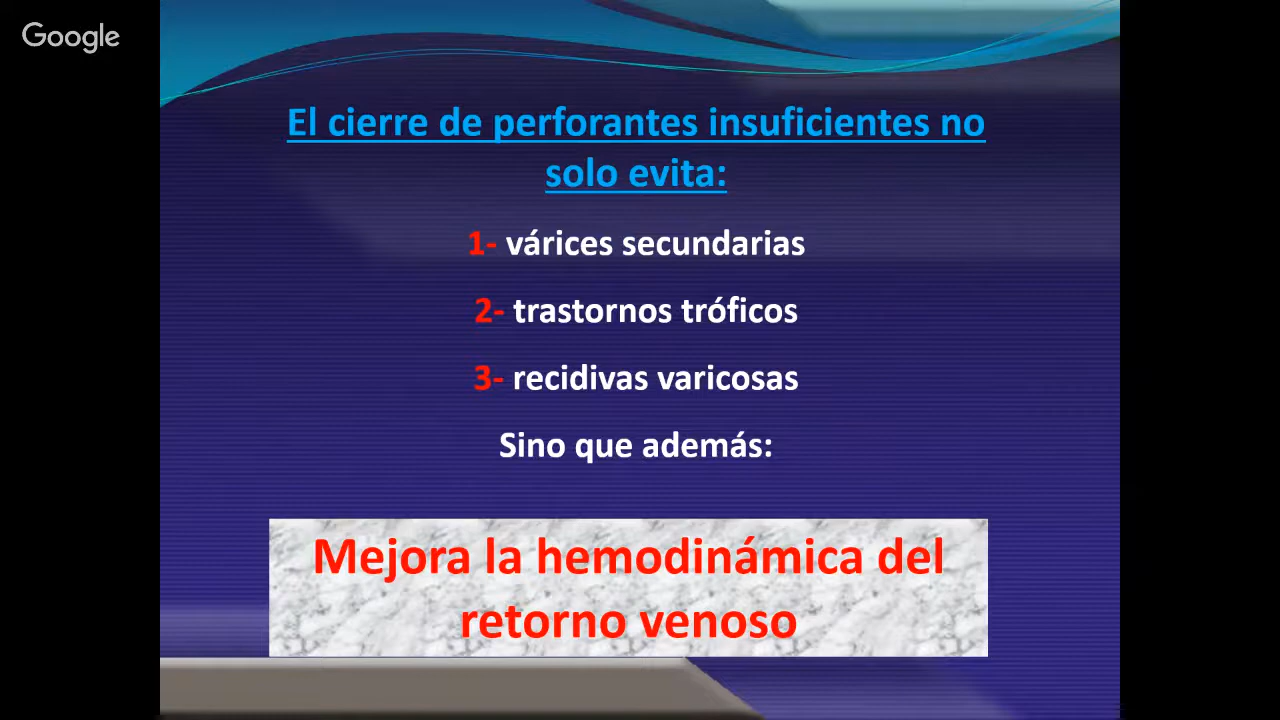 Google
El cierre de perforantes insuficientes no
solo evita:
1- várices secundarias
2- trastornos tróficos
3- recidivas varicosas
Sino que además:
Mejora la hemodinámica del
retorno venoso